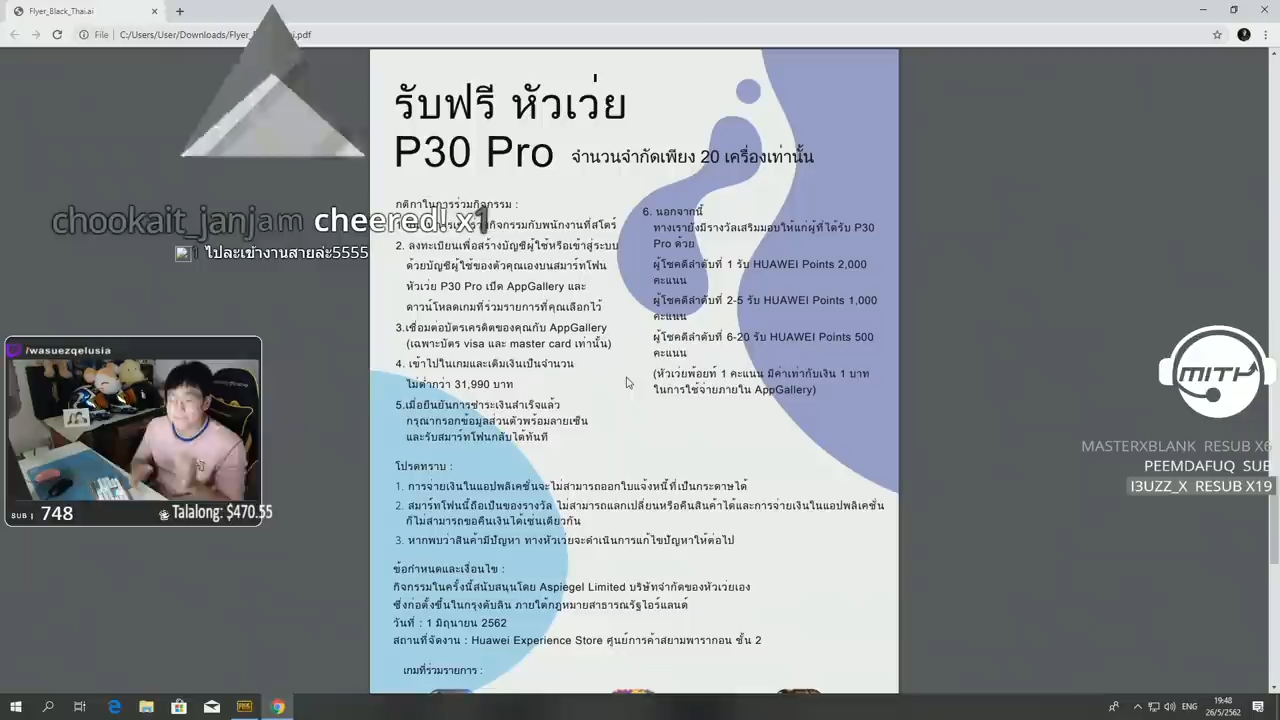 Flyer_Black_Thai.ai
File | C:/Users/User/Downloads/Flyer_
ai.pdf
รับฟรี หัวเว่ย
P30 Pro จำนวนจำกัดเพียง 20 เครื่องเท่านั้น
กติกาในการร่วมกิจกรรม :
กิจกรรมกับพนักงานที่สโตร์
2. ลงทะเบียนเพื่อสร้างบัญชีผู้ใช้หรือเข้าสู่ระบบ
ด้วยบัญชีผู้ใช้ของตัวคุณเองบนสมาร์ทโฟน
หัวเว่ย P30 Pro เปิด AppGallery และ
ดาวน์โหลดเกมที่ร่วมรายการที่คุณเลือกไว้
3.เชื่อมต่อบัตรเครดิตของคุณกับ AppGallery
(เฉพาะบัตร visa และ master card เท่านั้น)
4. เข้าไปในเกมและเติมเงินเป็นจำนวน
ไม่ต่ำกว่า 31,990 บาท
5.เมื่อยืนยันการชำระเงินสำเร็จแล้ว
กรุณากรอกข้อมูลส่วนตัวพร้อมลายเซ็น
และรับสมาร์ทโฟนกลับได้ทันที
6. นอกจากนี้
ทางเรายังมีรางวัลเสริมมอบให้แก่ผู้ที่ได้รับ P30
Pro ด้วย
ผู้โชคดีลำดับที่ 1 รับ HUAWEI Points 2,000
คะแนน
ผู้โชคดีลำดับที่ 2-5 รับ HUAWEI Points 1,000
คะแนน
ผู้โชคดีลำดับที่ 6-20 รับ HUAWEI Points 500
คะแนน
(หัวเว่ยพ้อยท์ 1 คะแนน มีค่าเท่ากับเงิน 1 บาท
ในการใช้จ่ายภายใน AppGallery)
โปรดทราบ :
1. การจ่ายเงินในแอปพลิเคชั่นจะไม่สามารถออกใบแจ้งหนี้ที่เป็นกระดาษได้
2. สมาร์ทโฟนนี้ถือเป็นของรางวัล ไม่สามารถแลกเปลี่ยนหรือคืนสินค้าได้และการจ่ายเงินในแอปพลิเคชั่น
ก็ไม่สามารถขอคืนเงินได้เช่นเดียวกัน
3. หากพบว่าสินค้ามีปัญหา ทางหัวเว่ยจะดำเนินการแก้ไขปัญหาให้ต่อไป
ข้อกำหนดและเงื่อนไข :
กิจกรรมในครั้งนี้สนับสนุนโดย Aspiegel Limited บริษัทจำกัดของหัวเว่ยเอง
ซึ่งก่อตั้งขึ้นในกรุงดับลิน ภายใต้กฎหมายสาธารณรัฐไอร์แลนด์
วันที่ : 1 มิถุนายน 2562
สถานที่จัดงาน : Huawei Experience Store ศูนย์การค้าสยามพารากอน ชั้น 2
เกมที่ร่วมรายการ :
chookait_janjam cheered! x1
ไปละเข้างานสายล่ะ5555
/wasuezqelusia
SUB | 748
Talalong: $470.55
MITH
MASTERXBLANK RESUB X6
PEEMDAFUQ SUB
I3UZZ_X RESUB X19
ENG
19:48
26/5/2562